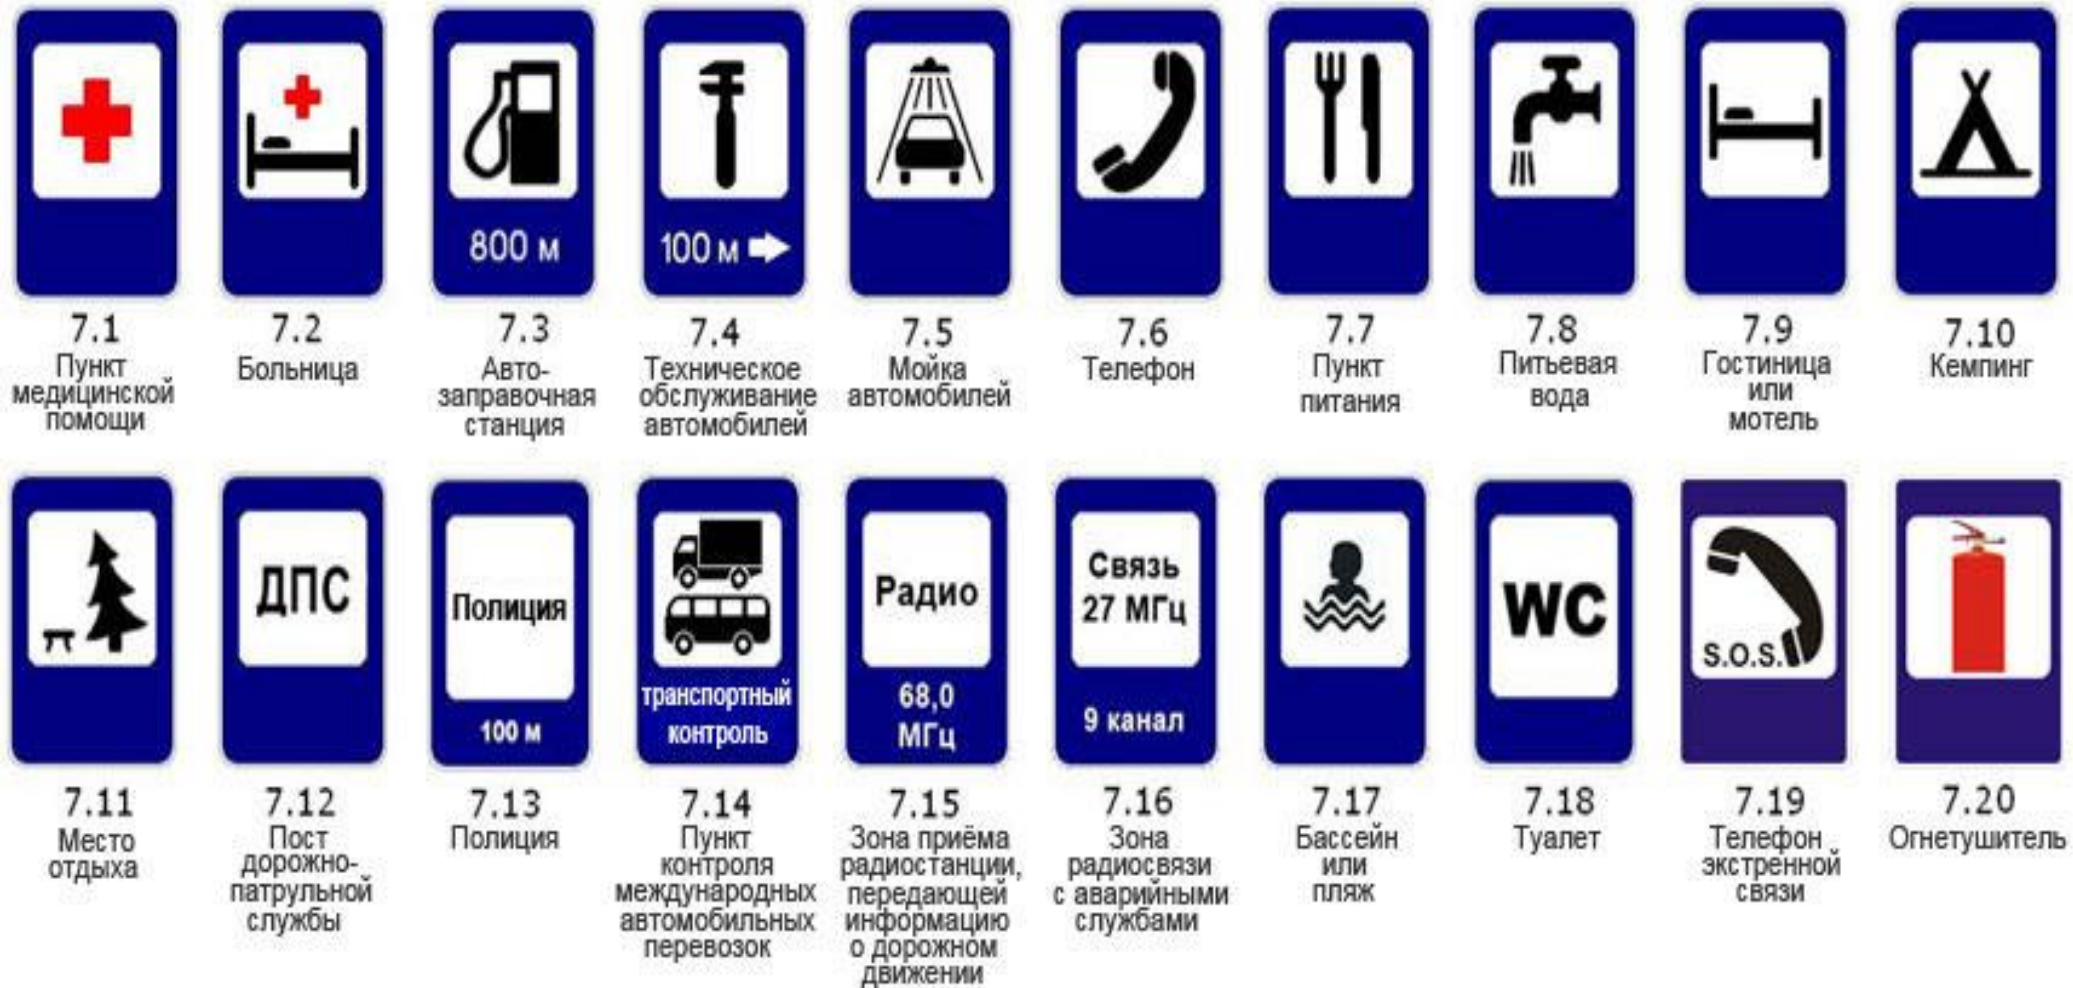 800 м
100 м
7.1
Пункт
медицинской
помощи
7.2
Больница
7.3
Авто-
заправочная
станция
7.4
Техническое
обслуживание
автомобилей
7.5
Мойка
автомобилей
7.6
Телефон
7.7
Пункт
питания
7.8
Питьевая
вода
7.9
Гостиница
или
мотель
7.10
Кемпинг
ДПС
Полиция
100 м
транспортный
контроль
Радио
68,0
МГц
Связь
27 МГц
9 канал
WC
S.O.S.
7.11
Место
отдыха
7.12
Пост
дорожно-
патрульной
службы
7.13
Полиция
7.14
Пункт
контроля
международных
автомобильных
перевозок
7.15
Зона приёма
радиостанции,
передающей
информацию
о дорожном
движении
7.16
Зона
радиосвязи
с аварийными
службами
7.17
Бассейн
или
пляж
7.18
Туалет
7.19
Телефон
экстренной
связи
7.20
Огнетушитель